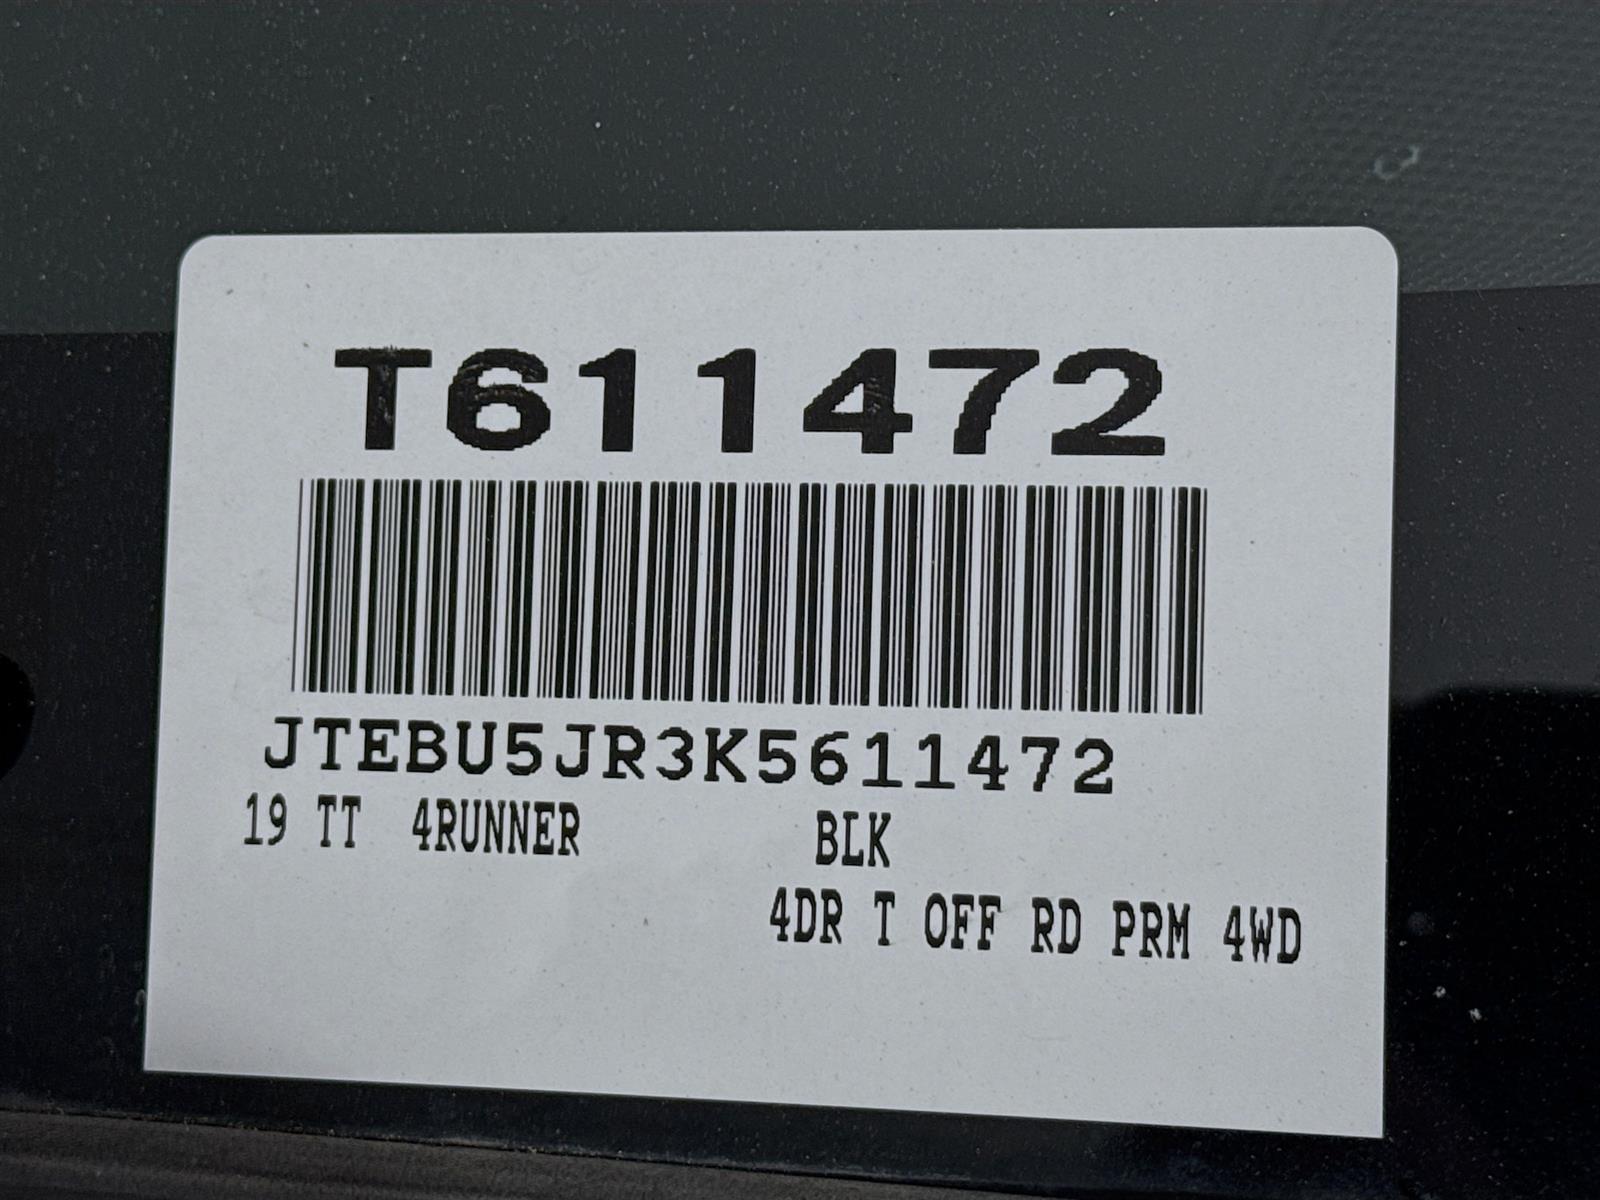 T611472
JTEBU5JR3K5611472
19 TT 4RUNNER BLK
4DR T OFF RD PRM 4WD